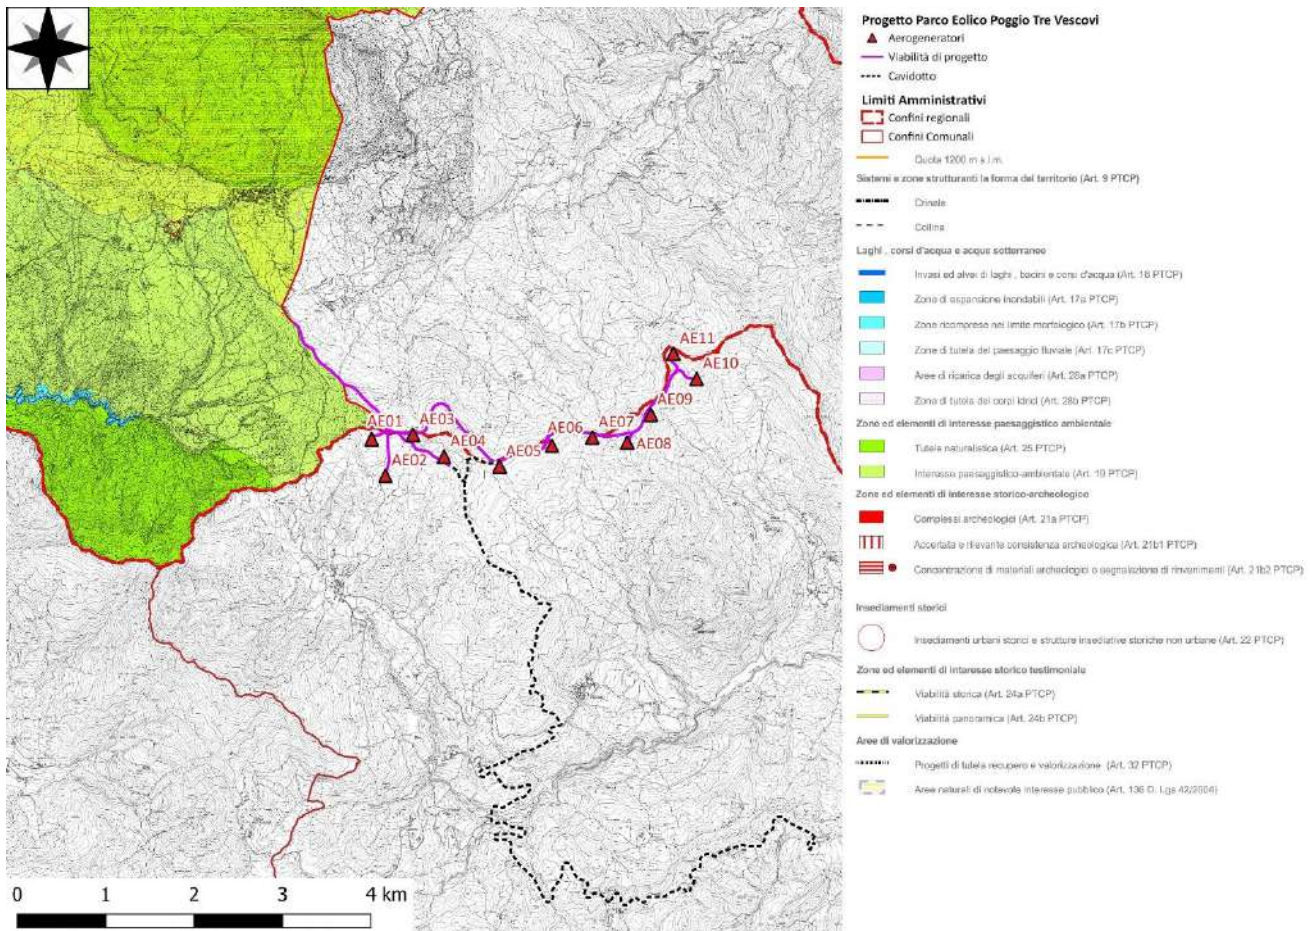 Progetto Parco Eolico Poggio Tre Vescovi
Aerogeneratori
Viabilità di progetto
Cavidotto
Limiti Amministrativi
Confini regionali
Confini Comunali
Quota 1200 m s.l.m.
Sistemi e zone strutturanti la forma del territorio (Art. 9 PTCP)
Crinale
Collina
Laghi , corsi d'acqua e acque sotterranee
Invasi ed alvei di laghi , bacini e corsi d'acqua (Art. 18 PTCP)
Zone di espansione inondabili (Art. 17a PTCP)
Zone ricomprese nel limite morfologico (Art. 17b PTCP)
Zone di tutela del paesaggio fluviale (Art. 17c PTCP)
Aree di ricarica degli acquiferi (Art. 28a PTCP)
Zone di tutela dei corpi idrici (Art. 28b PTCP)
Zone ed elementi di interesse paesaggistico ambientale
Tutela naturalistica (Art. 25 PTCP)
Interesse paesaggistico-ambientale (Art. 19 PTCP)
Zone ed elementi di interesse storico-archeologico
Complessi archeologici (Art. 21a PTCP)
Accertata e rilevante consistenza archeologica (Art. 21b1 PTCP)
Concentrazione di materiali archeologici o segnalazione di rinvenimenti (Art. 21b2 PTCP)
Insediamenti storici
Insediamenti urbani storici e strutture insediative storiche non urbane (Art. 22 PTCP)
Zone ed elementi di interesse storico testimoniale
Viabilità storica (Art. 24a PTCP)
Viabilità panoramica (Art. 24b PTCP)
Aree di valorizzazione
Progetti di tutela recupero e valorizzazione (Art. 32 PTCP)
Aree naturali di notevole interesse pubblico (Art. 136 D. Lgs 42/2004)
AE11
AE10
AE09
AE01
AE03
AE07
AE06
AE04
AE08
AE05
AE02
0 1 2 3 4 km